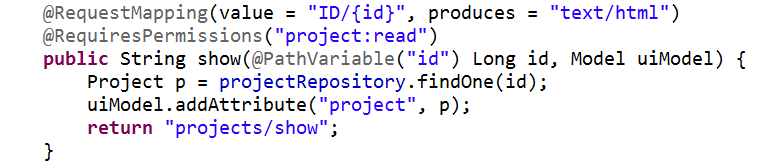 @RequestMapping(value = "ID/{id}", produces = "text/html")
@RequiresPermissions("project:read")
public String show(@PathVariable("id") Long id, Model uiModel) {
    Project p = projectRepository.findOne(id);
    uiModel.addAttribute("project", p);
    return "projects/show";
}